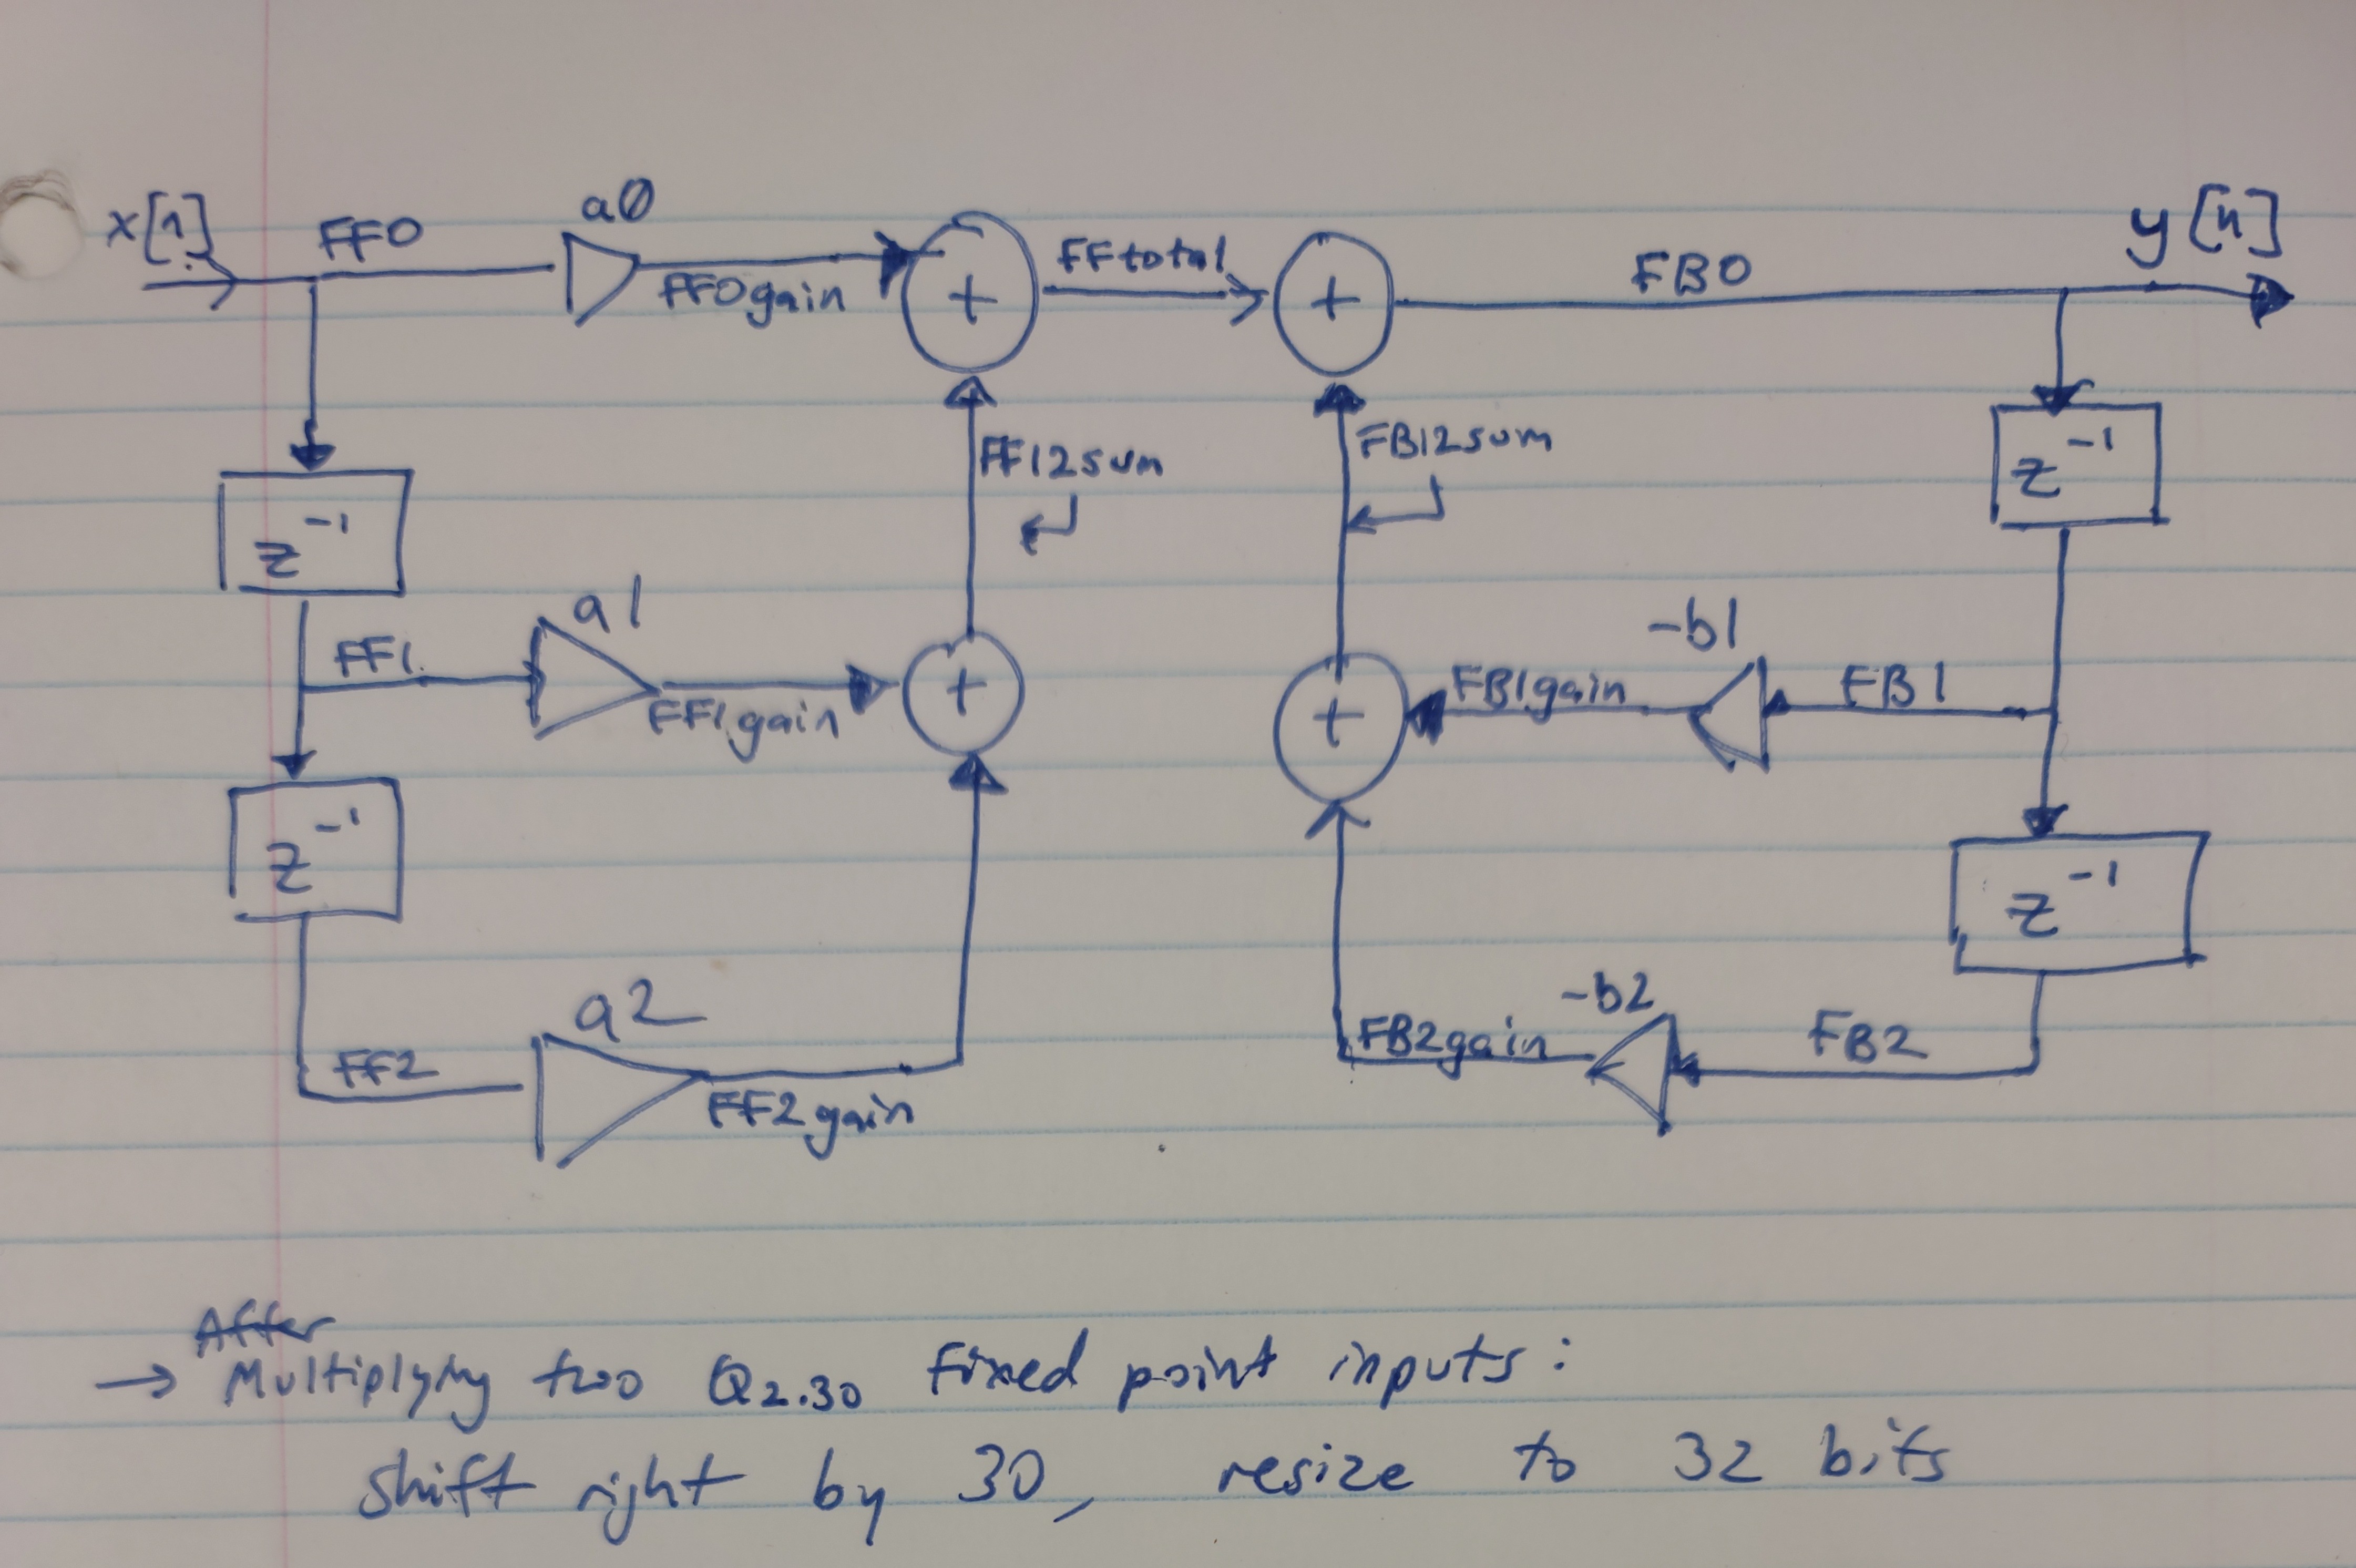 x[n] FF0 a0 FF0gain FFtotal FB0 y[n]
+ +
FF12sum FB12sum z⁻¹
z⁻¹
FF1 a1 FF1gain + + FB1gain -b1 FB1
z⁻¹ z⁻¹
FF2 a2 FF2gain FB2gain -b2 FB2
After
→ Multiplying two Q2.30 fixed point inputs:
shift right by 30, resize to 32 bits